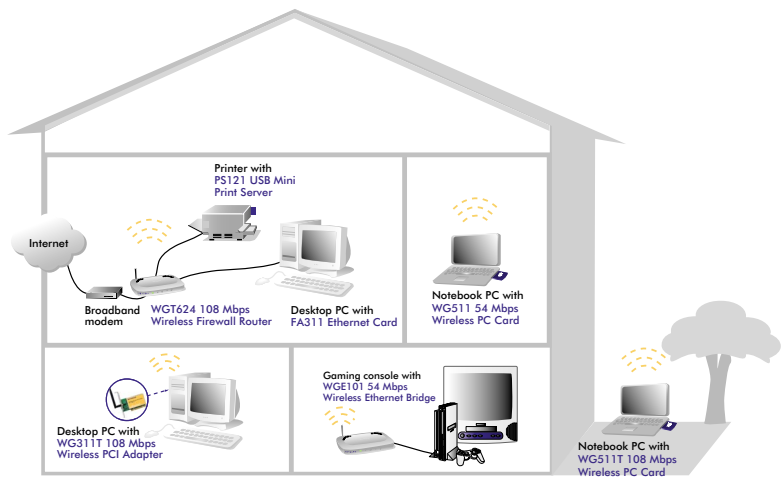 Printer with
PS121 USB Mini
Print Server
Internet
Broadband
modem
WGT624 108 Mbps
Wireless Firewall Router
Desktop PC with
FA311 Ethernet Card
Notebook PC with
WG511 54 Mbps
Wireless PC Card
Desktop PC with
WG311T 108 Mbps
Wireless PCI Adapter
Gaming console with
WGE101 54 Mbps
Wireless Ethernet Bridge
Notebook PC with
WG511T 108 Mbps
Wireless PC Card